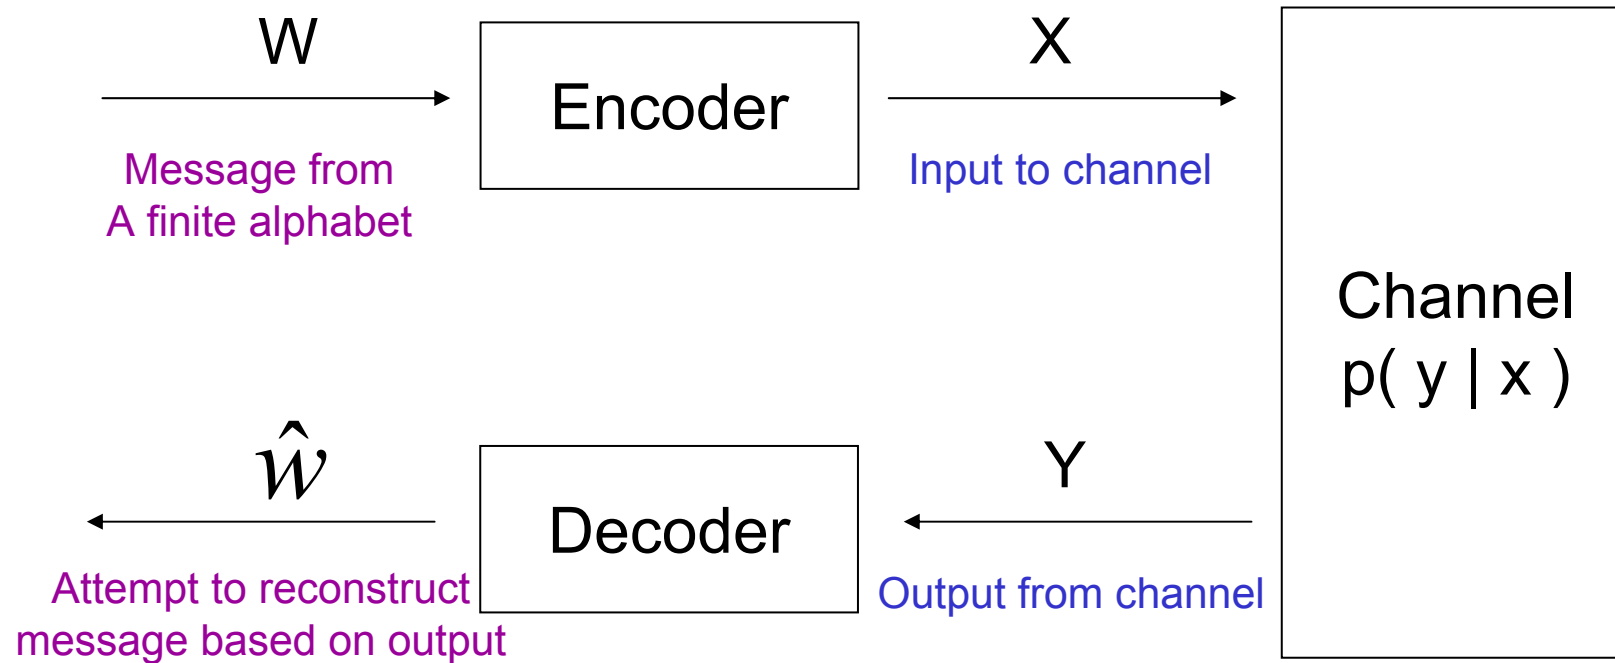 W
Encoder
X
Message from
A finite alphabet
Input to channel
Channel
p( y | x )
ŵ
Decoder
Y
Attempt to reconstruct
message based on output
Output from channel